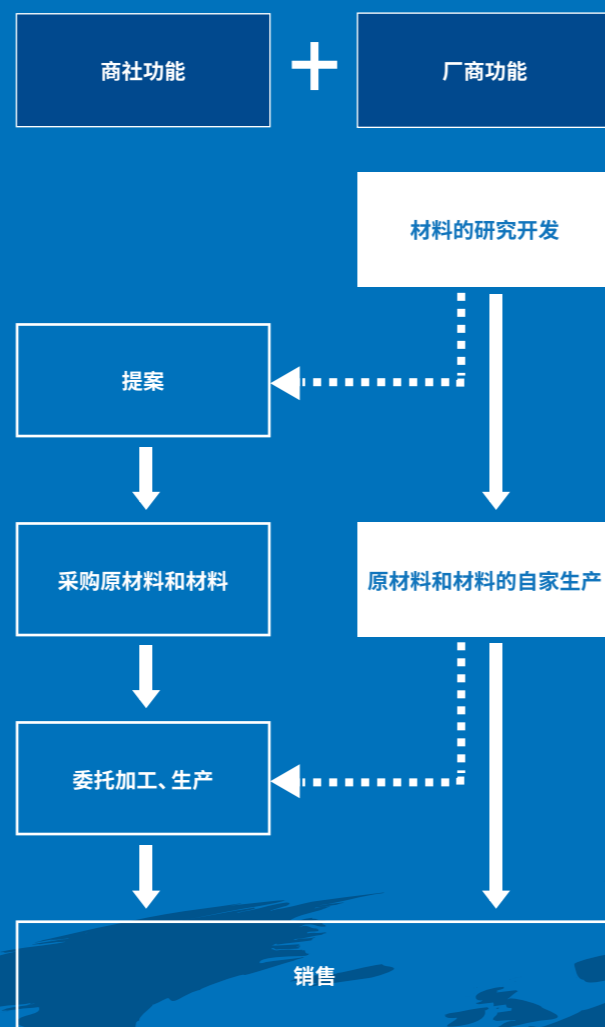 商社功能
+
厂商功能
材料的研究开发
提案
采购原材料和材料
原材料和材料的自家生产
委托加工、生产
销售